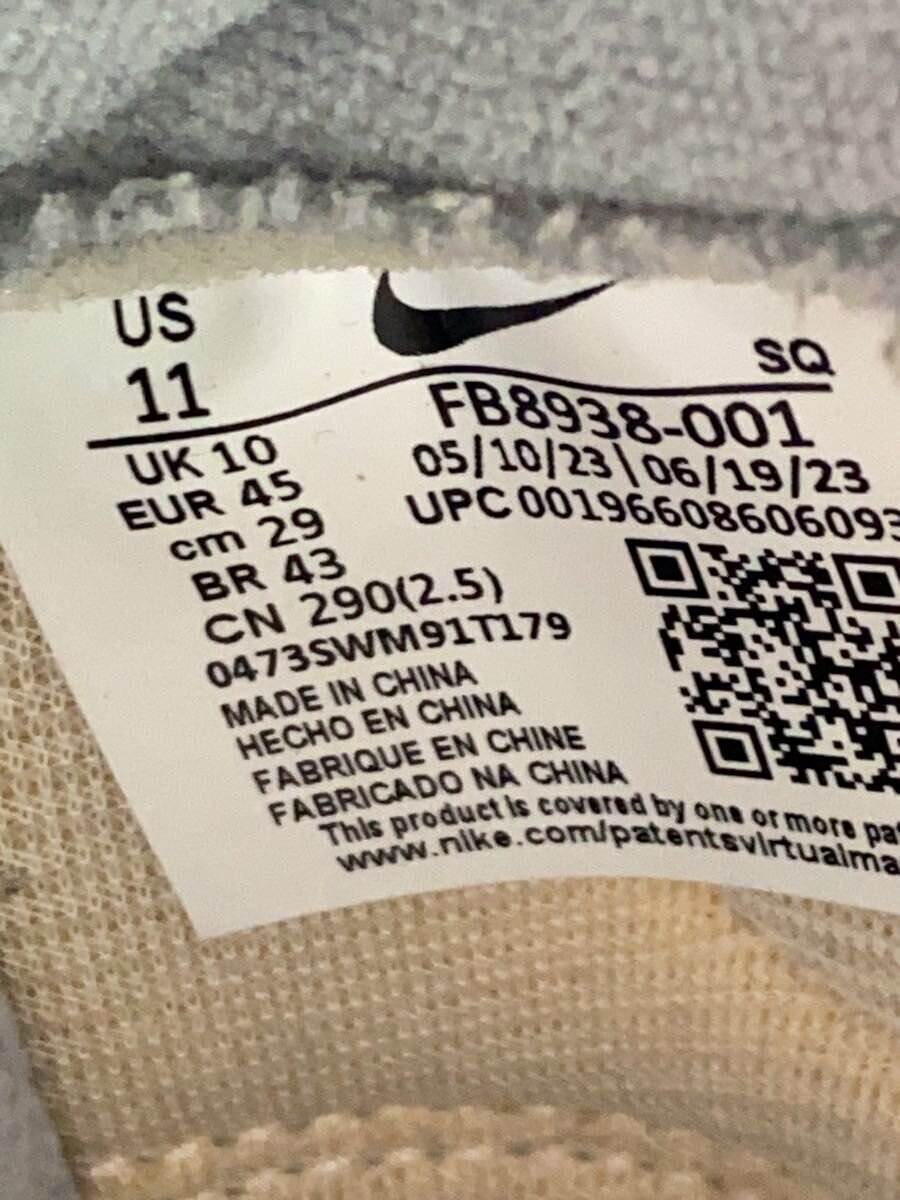 US
11
SQ
FB8938-001
UK 10
05/10/23\06/19/23
EUR 45
UPC 00196608606093
cm 29
BR 43
CN 290(2.5)
0473SWM91T179
MADE IN CHINA
HECHO EN CHINA
FABRIQUE EN CHINE
FABRICADO NA CHINA
This product is covered by one or more pa
www.nike.com/patentsvirtualma